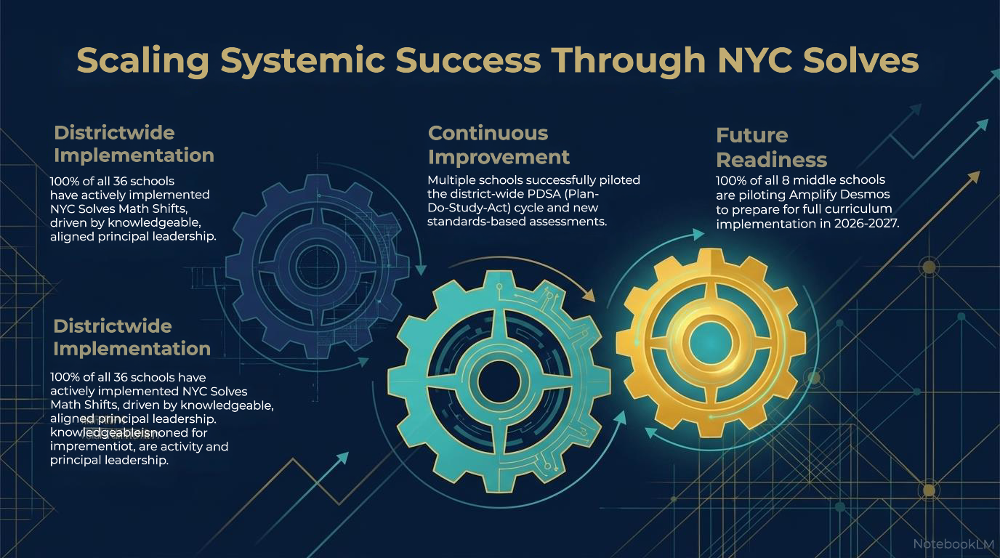 Scaling Systemic Success Through NYC Solves
Districtwide
Implementation
100% of all 36 schools
have actively implemented
NYC Solves Math Shifts,
driven by knowledgeable,
aligned principal leadership.
Continuous
Improvement
Multiple schools successfully piloted
the district-wide PDSA (Plan-
Do-Study-Act) cycle and new
standards-based assessments.
Future
Readiness
100% of all 8 middle schools
are piloting Amplify Desmos
to prepare for full curriculum
implementation in 2026-2027.
Districtwide
Implementation
100% of all 36 schools have
actively implemented NYC Solves
Math Shifts, driven by knowledgeable,
aligned principal leadership.
knowledgeableisnoned for
imprementiot, are activity and
principal leadership.
NotebookLM